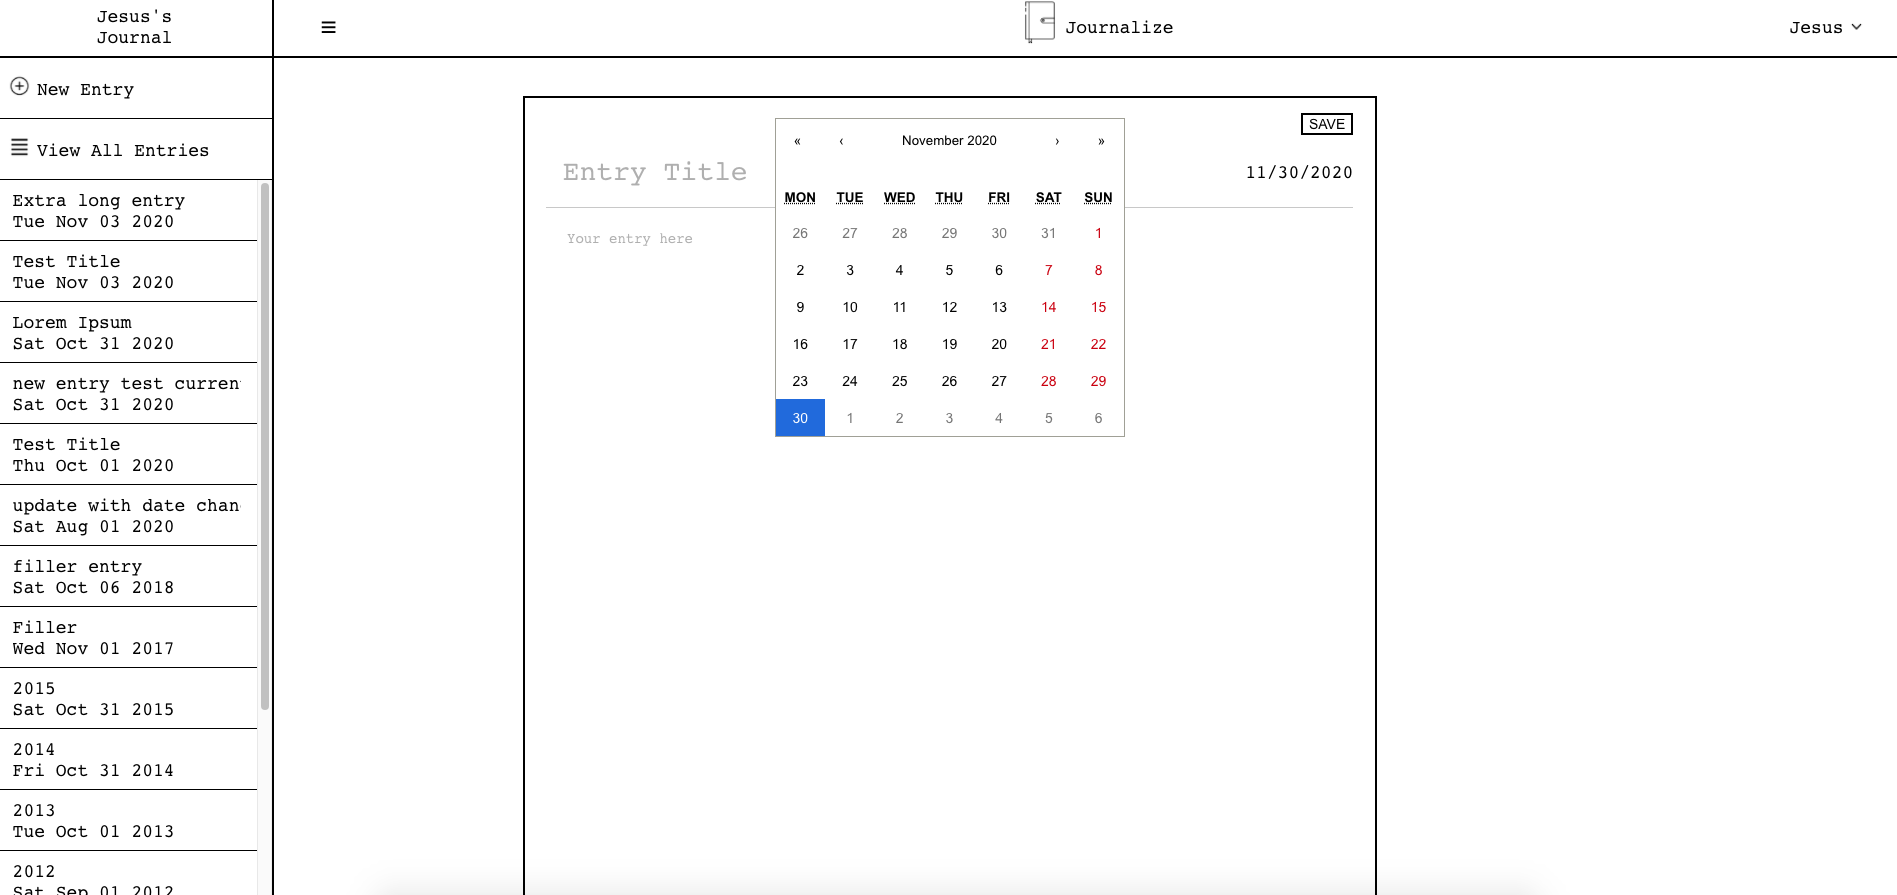 Jesus's
Journal
Journalize
Jesus
New Entry
View All Entries
Extra long entry
Tue Nov 03 2020
Test Title
Tue Nov 03 2020
Lorem Ipsum
Sat Oct 31 2020
new entry test curren
Sat Oct 31 2020
Test Title
Thu Oct 01 2020
update with date chan
Sat Aug 01 2020
filler entry
Sat Oct 06 2018
Filler
Wed Nov 01 2017
2015
Sat Oct 31 2015
2014
Fri Oct 31 2014
2013
Tue Oct 01 2013
2012
Sat Sep 01 2012
SAVE
Entry Title
11/30/2020
Your entry here
« ‹ November 2020 › »
MON TUE WED THU FRI SAT SUN
26 27 28 29 30 31 1
2 3 4 5 6 7 8
9 10 11 12 13 14 15
16 17 18 19 20 21 22
23 24 25 26 27 28 29
30 1 2 3 4 5 6